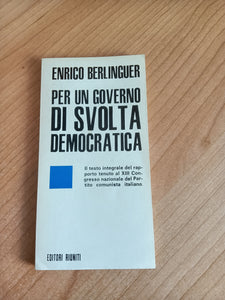 ENRICO BERLINGUER
PER UN GOVERNO
DI SVOLTA
DEMOCRATICA
Il testo integrale del rap-
porto tenuto al XIII Con-
gresso nazionale del Par-
tito comunista italiano.
EDITORI RIUNITI